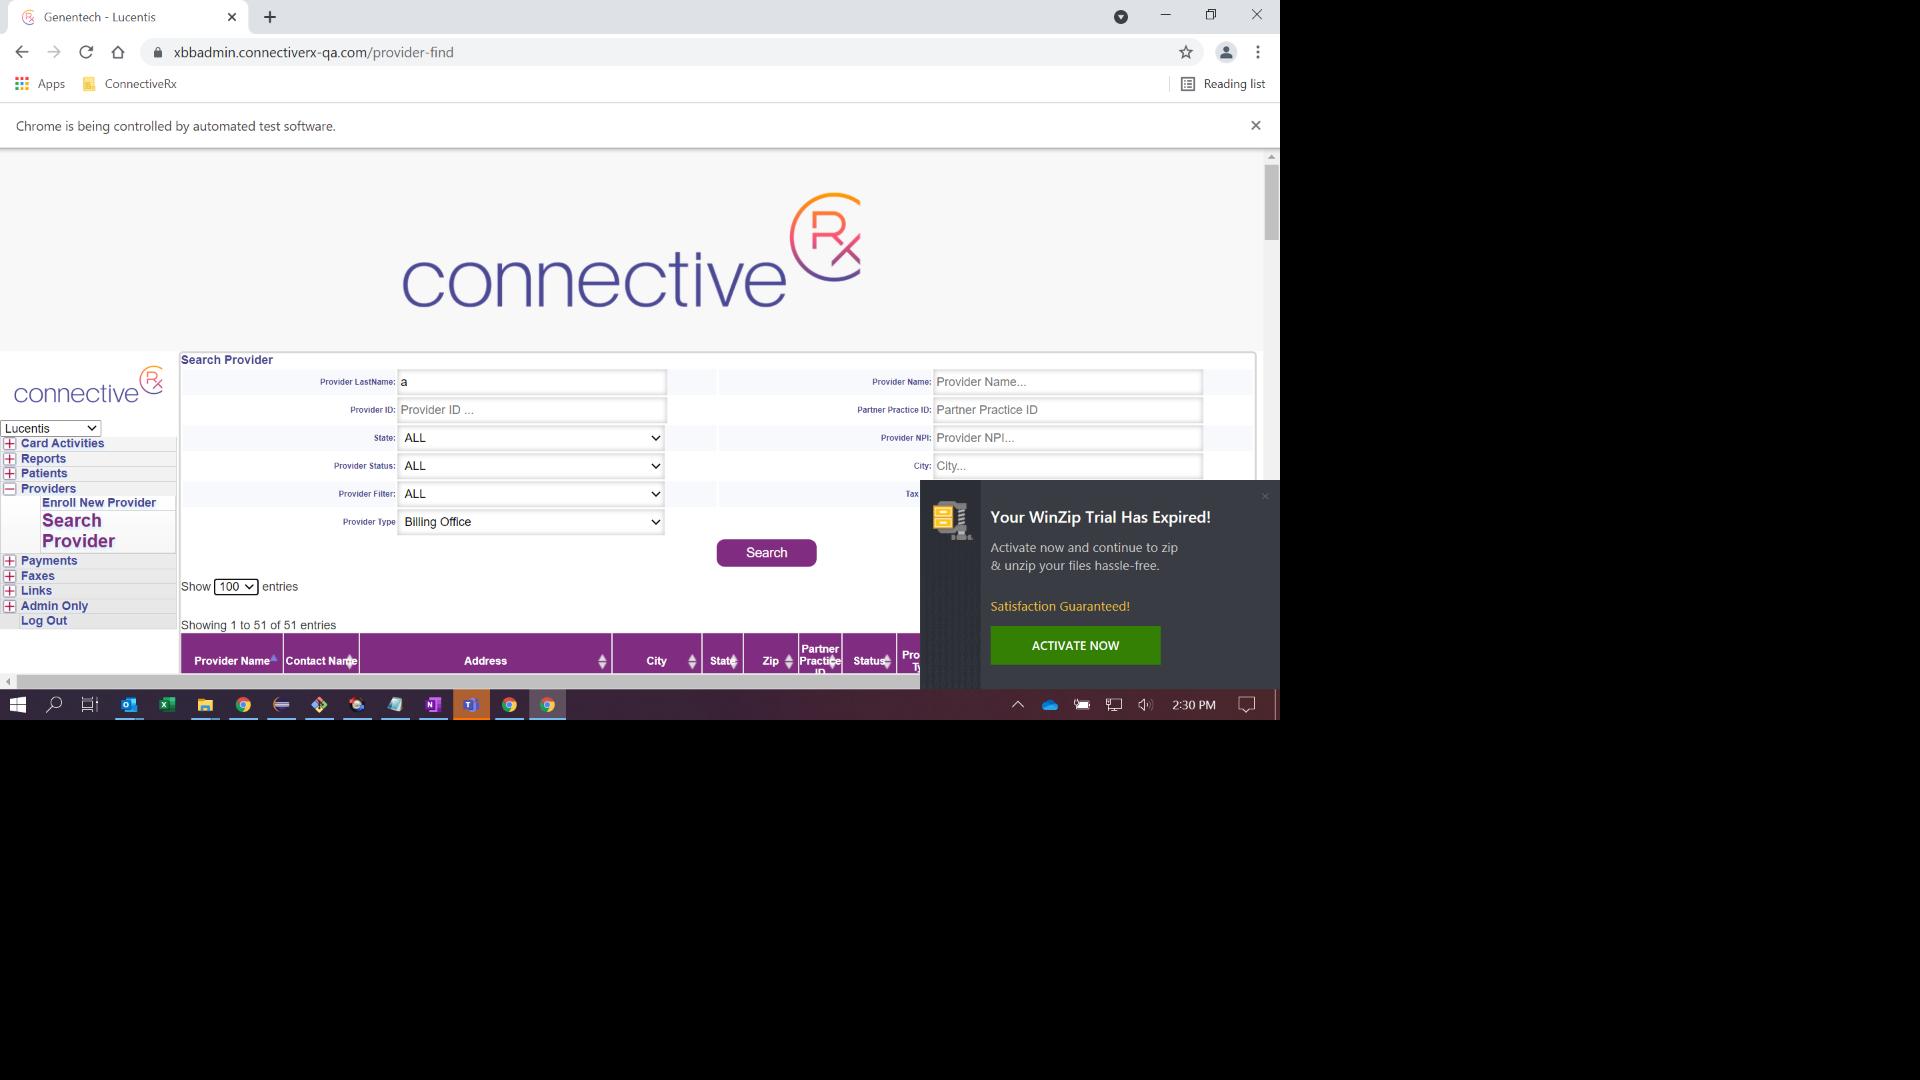 Genentech - Lucentis
xbbadmin.connectiverx-qa.com/provider-find
Apps
ConnectiveRx
Reading list
Chrome is being controlled by automated test software.
connective Rx
connective Rx
Lucentis
Card Activities
Reports
Patients
Providers
Enroll New Provider
Search
Provider
Payments
Faxes
Links
Admin Only
Log Out
Search Provider
Provider LastName: a
Provider Name: Provider Name...
Provider ID: Provider ID ...
Partner Practice ID: Partner Practice ID
State: ALL
Provider NPI: Provider NPI...
Provider Status: ALL
City: City...
Provider Filter: ALL
Tax
Provider Type Billing Office
Search
Show 100 entries
Showing 1 to 51 of 51 entries
Provider Name Contact Name Address City State Zip Partner Practice ID Status Pro
Ty
Your WinZip Trial Has Expired!
Activate now and continue to zip
& unzip your files hassle-free.
Satisfaction Guaranteed!
ACTIVATE NOW
2:30 PM